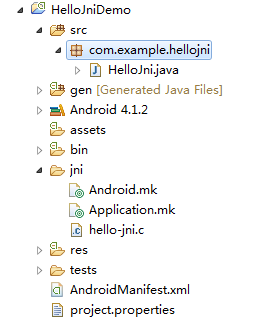 HelloJniDemo
src
com.example.hellojni
HelloJni.java
gen [Generated Java Files]
Android 4.1.2
assets
bin
jni
Android.mk
Application.mk
hello-jni.c
res
tests
AndroidManifest.xml
project.properties